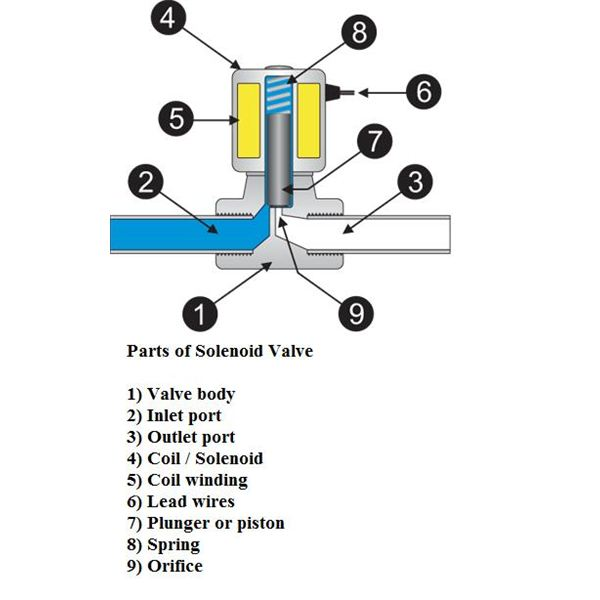 4
8
6
5
7
2
3
1
9
Parts of Solenoid Valve
1) Valve body
2) Inlet port
3) Outlet port
4) Coil / Solenoid
5) Coil winding
6) Lead wires
7) Plunger or piston
8) Spring
9) Orifice